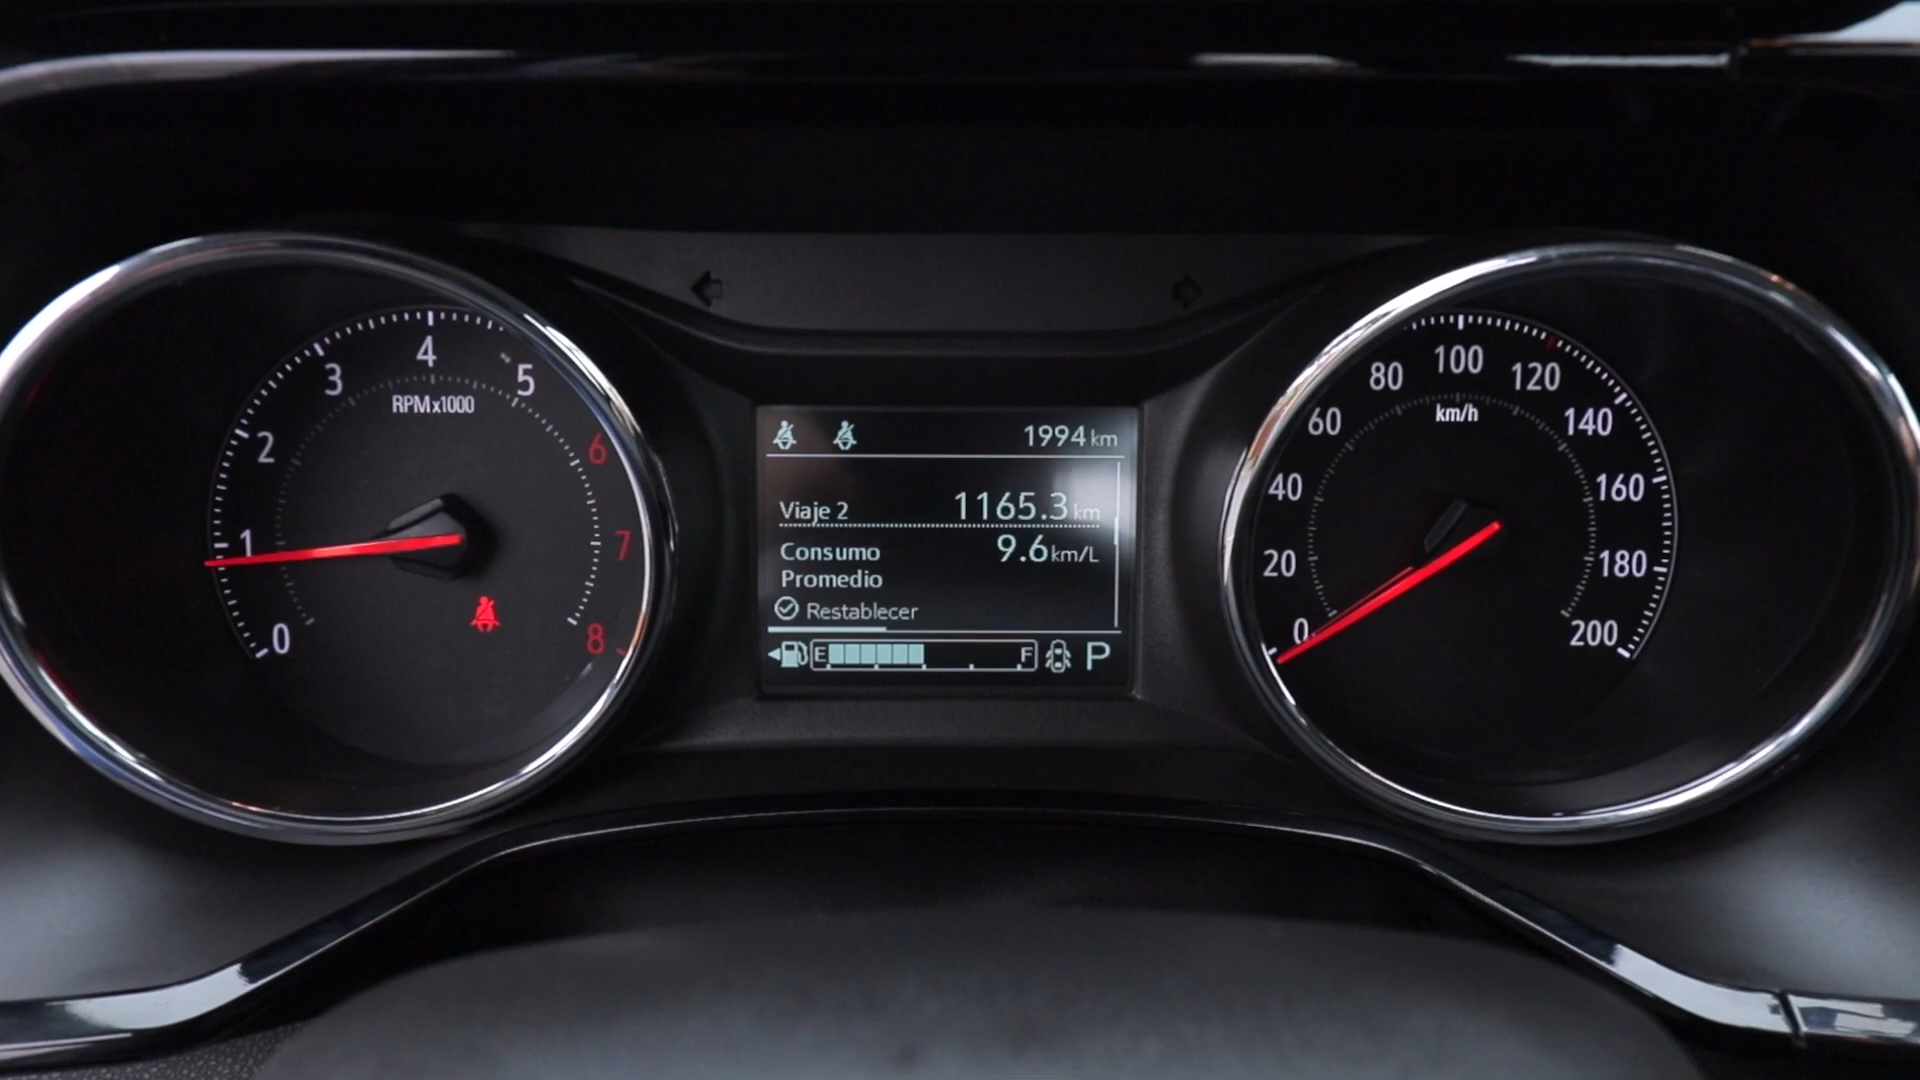 0
1
2
3
4
5
6
7
8
RPMx1000
1994 km
Viaje 2 1165.3 km
Consumo 9.6 km/L
Promedio
Restablecer
E F P
0
20
40
60
80
100
120
140
160
180
200
km/h